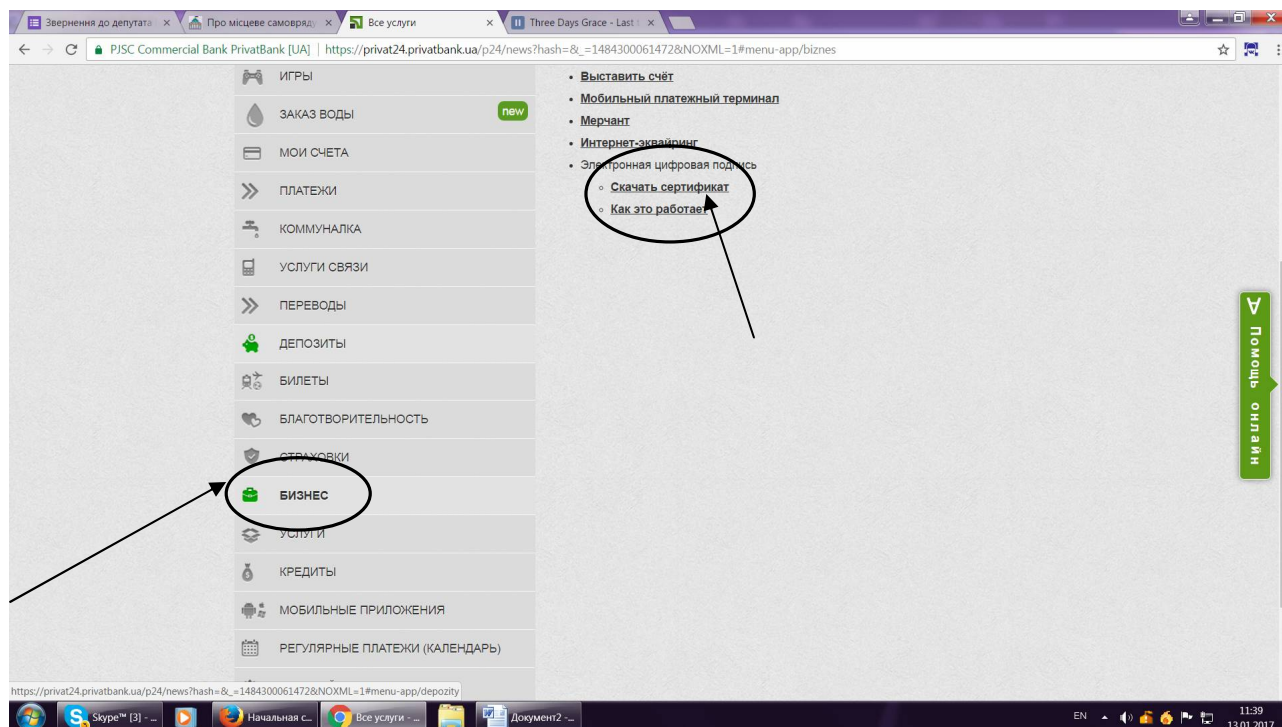 Звернення до депутата
Про місцеве самовряду
Все услуги
Three Days Grace - Last
PJSC Commercial Bank PrivatBank [UA] | https://privat24.privatbank.ua/p24/news?hash=&_=1484300061472&NOXML=1#menu-app/biznes
ИГРЫ
ЗАКАЗ ВОДЫ new
МОИ СЧЕТА
ПЛАТЕЖИ
КОММУНАЛКА
УСЛУГИ СВЯЗИ
ПЕРЕВОДЫ
ДЕПОЗИТЫ
БИЛЕТЫ
БЛАГОТВОРИТЕЛЬНОСТЬ
СТРАХОВКИ
БИЗНЕС
УСЛУГИ
КРЕДИТЫ
МОБИЛЬНЫЕ ПРИЛОЖЕНИЯ
РЕГУЛЯРНЫЕ ПЛАТЕЖИ (КАЛЕНДАРЬ)
Выставить счёт
Мобильный платежный терминал
Мерчант
Интернет-эквайринг
Электронная цифровая подпись
Скачать сертификат
Как это работает
Помощь онлайн
https://privat24.privatbank.ua/p24/news?hash=&_=1484300061472&NOXML=1#menu-app/depozity
Skype™ [3] - ...
Начальная с...
Все услуги - ...
Документ2 -...
EN
11:39
13.01.2017